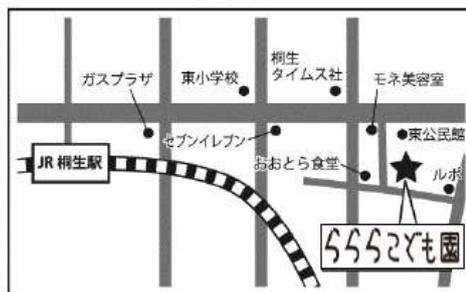 桐生
タイムス社
東小学校
ガスプラザ
モネ美容室
セブンイレブン
東公民館
JR 桐生駅
おおとら食堂
ルポ
らららこども園